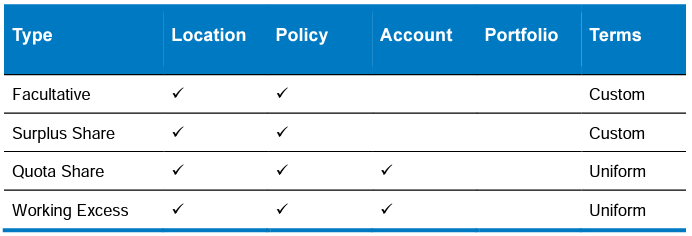 Type Location Policy Account Portfolio Terms
Facultative ✓ ✓ Custom
Surplus Share ✓ ✓ Custom
Quota Share ✓ ✓ ✓ Uniform
Working Excess ✓ ✓ ✓ Uniform